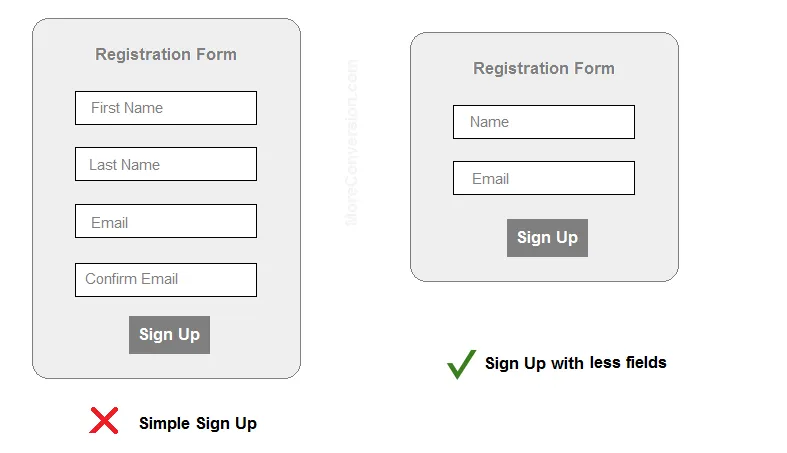 Registration Form
First Name
Last Name
Email
Confirm Email
Sign Up
Simple Sign Up
MoreConversion.com
Registration Form
Name
Email
Sign Up
Sign Up with less fields